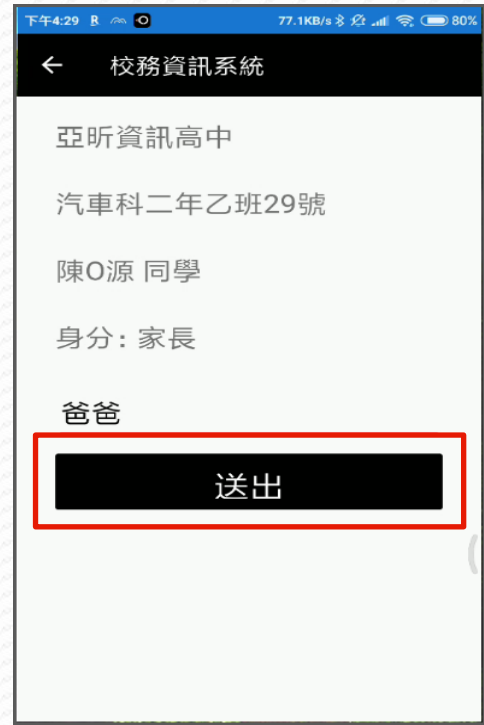 下午4:29 R 77.1KB/s 80%
← 校務資訊系統
亞昕資訊高中
汽車科二年乙班29號
陳O源 同學
身分: 家長
爸爸
送出